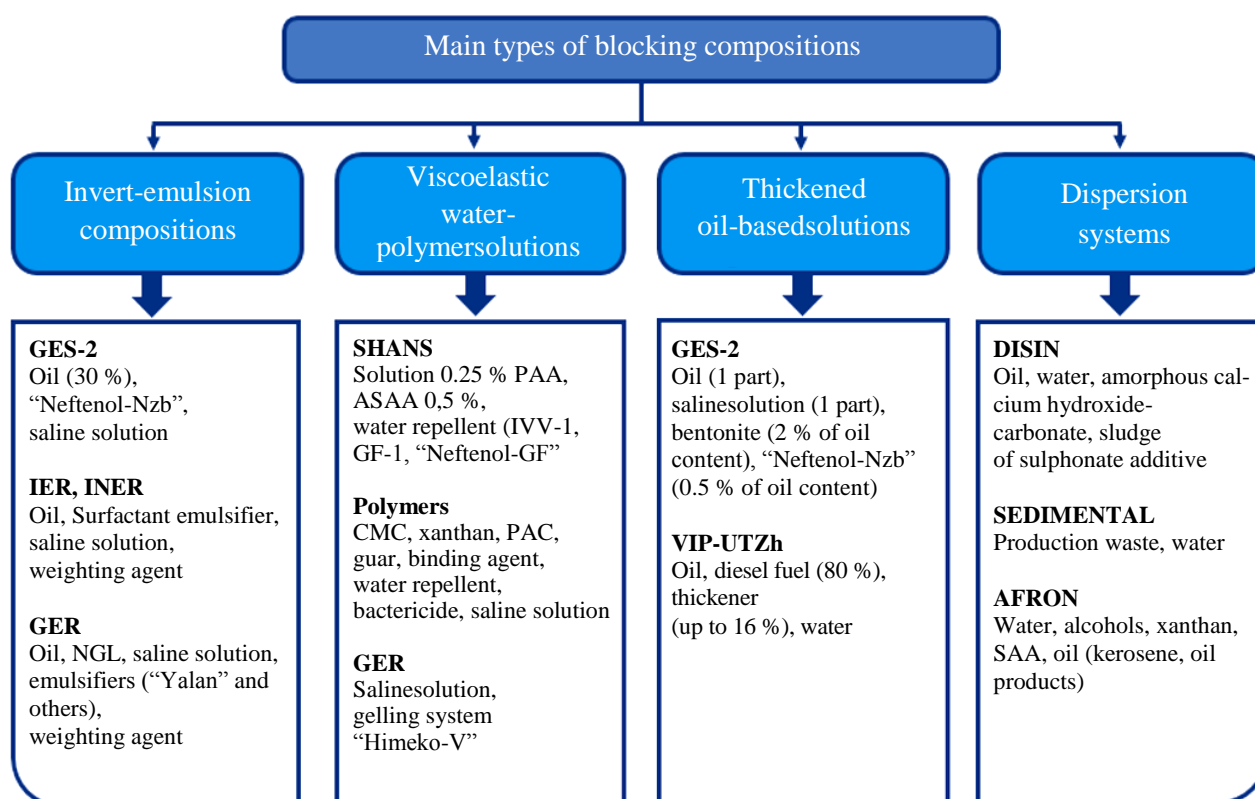 Main types of blocking compositions
Invert-emulsion
compositions
Viscoelastic
water-
polymersolutions
Thickened
oil-basedsolutions
Dispersion
systems
GES-2
Oil (30 %),
“Neftenol-Nzb”,
saline solution
IER, INER
Oil, Surfactant emulsifier,
saline solution,
weighting agent
GER
Oil, NGL, saline solution,
emulsifiers (“Yalan” and
others),
weighting agent
SHANS
Solution 0.25 % PAA,
ASAA 0,5 %,
water repellent (IVV-1,
GF-1, “Neftenol-GF”
Polymers
CMC, xanthan, PAC,
guar, binding agent,
water repellent,
bactericide, saline solution
GER
Salinesolution,
gelling system
“Himeko-V”
GES-2
Oil (1 part),
salinesolution (1 part),
bentonite (2 % of oil
content), “Neftenol-Nzb”
(0.5 % of oil content)
VIP-UTZh
Oil, diesel fuel (80 %),
thickener
(up to 16 %), water
DISIN
Oil, water, amorphous cal-
cium hydroxide-
carbonate, sludge
of sulphonate additive
SEDIMENTAL
Production waste, water
AFRON
Water, alcohols, xanthan,
SAA, oil (kerosene, oil
products)